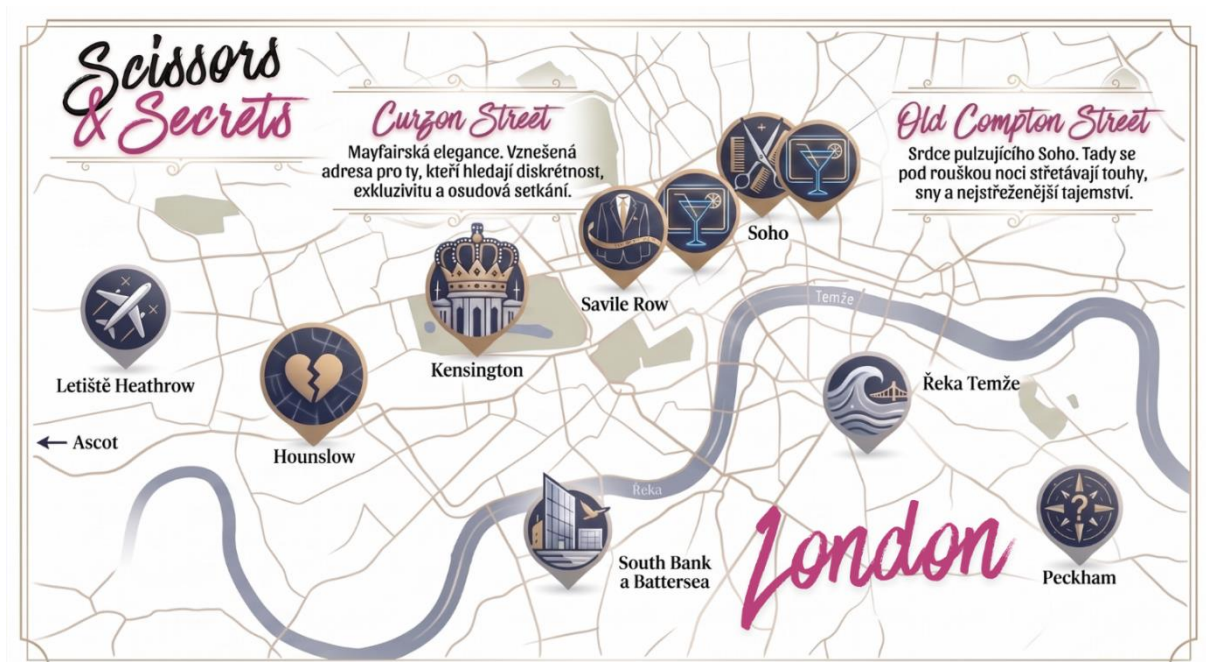 Scissors
& Secrets
Curzon Street
Mayfairská elegance. Vznešená
adresa pro ty, kteří hledají diskrétnost,
exkluzivitu a osudová setkání.
Old Compton Street
Srdce pulzujícího Soho. Tady se
pod rouškou noci střetávají touhy,
sny a nejstřeženější tajemství.
Soho
Savile Row
Temže
Kensington
Letiště Heathrow
Řeka Temže
← Ascot
Hounslow
Řeka
?
South Bank
a Battersea
London
Peckham